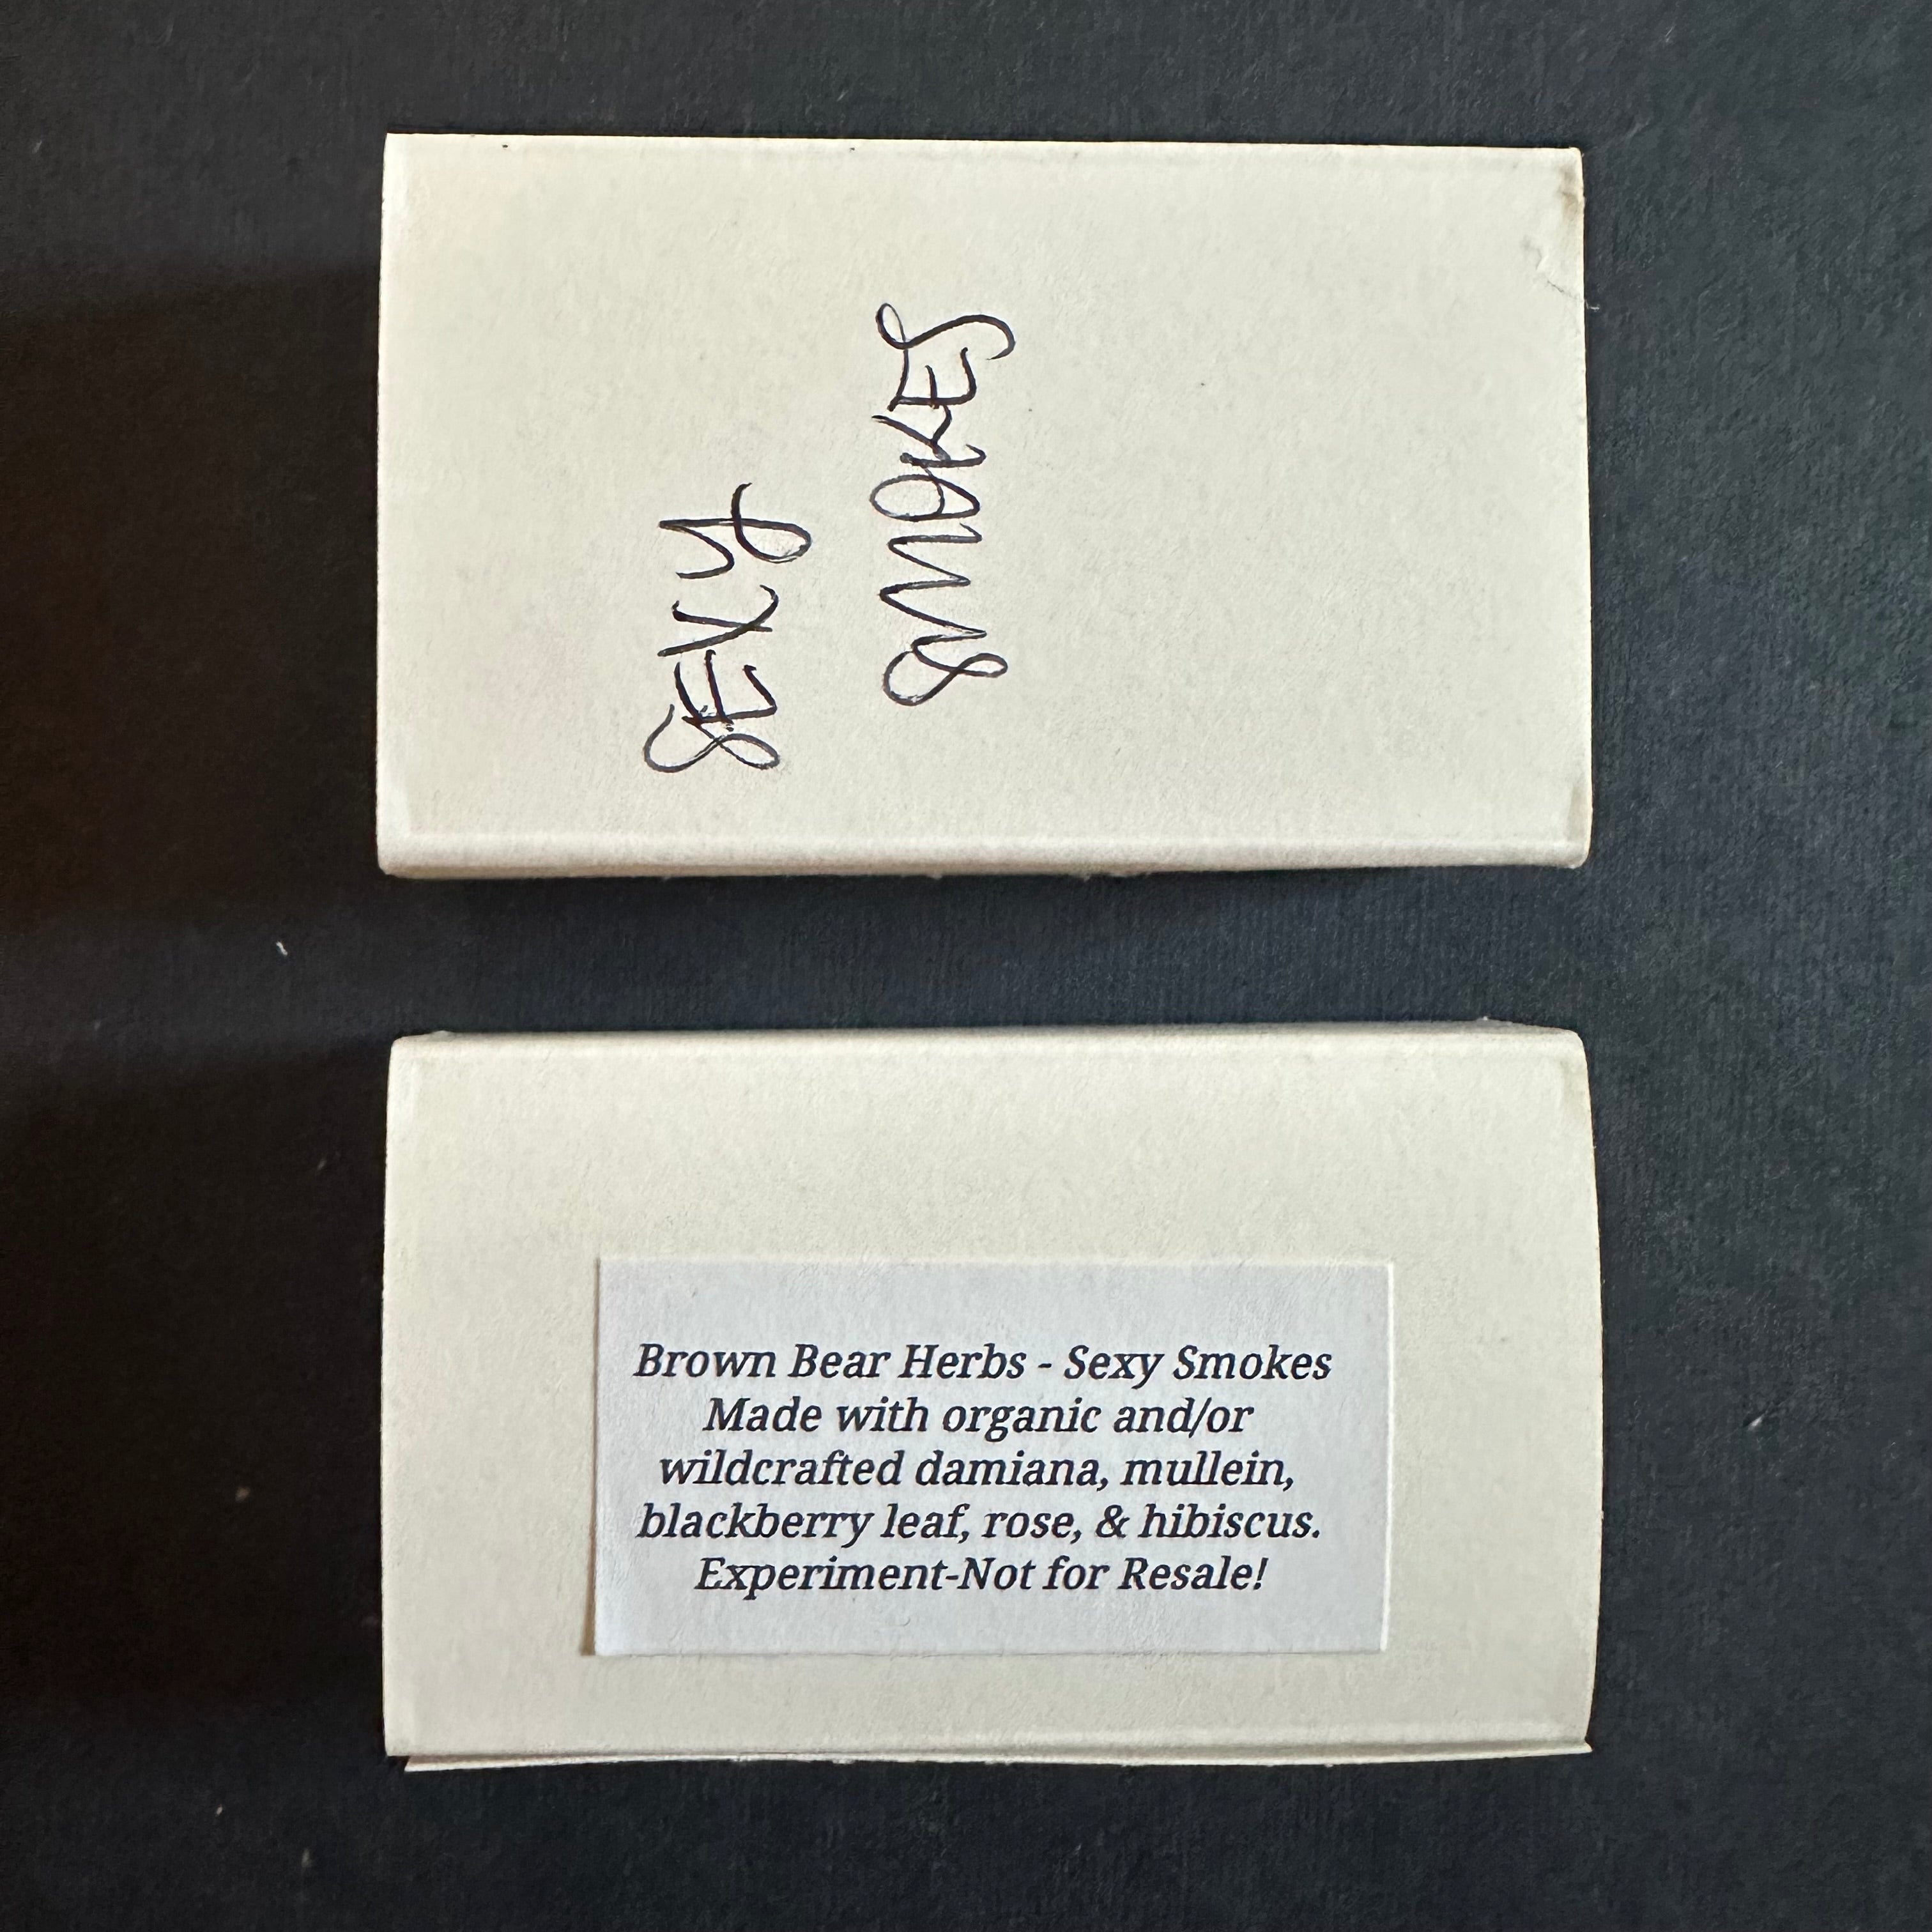 SEXY
SMOKES
Brown Bear Herbs - Sexy Smokes
Made with organic and/or
wildcrafted damiana, mullein,
blackberry leaf, rose, & hibiscus.
Experiment-Not for Resale!